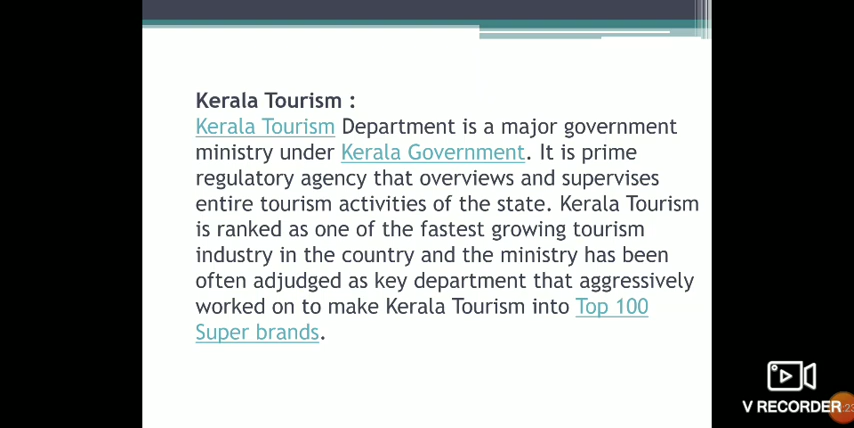 Kerala Tourism :
Kerala Tourism Department is a major government
ministry under Kerala Government. It is prime
regulatory agency that overviews and supervises
entire tourism activities of the state. Kerala Tourism
is ranked as one of the fastest growing tourism
industry in the country and the ministry has been
often adjudged as key department that aggressively
worked on to make Kerala Tourism into Top 100
Super brands.
V RECORDER